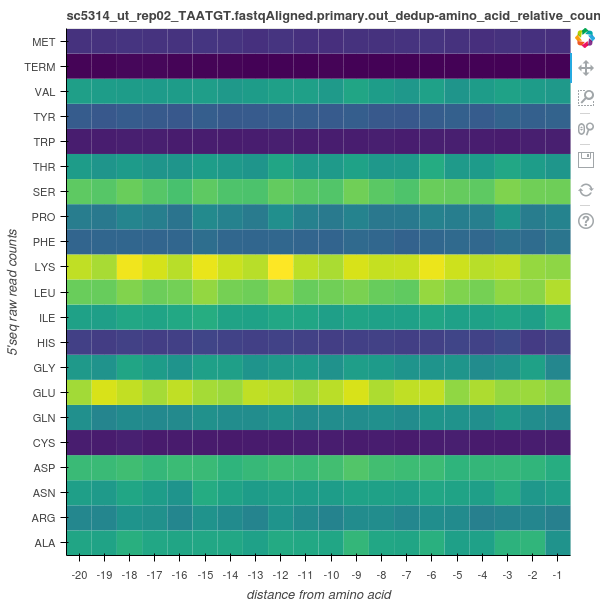 sc5314_ut_rep02_TAATGT.fastqAligned.primary.out_dedup-amino_acid_relative_coun
MET
TERM
VAL
TYR
TRP
THR
SER
PRO
PHE
LYS
LEU
ILE
HIS
GLY
GLU
GLN
CYS
ASP
ASN
ARG
ALA
5'seq raw read counts
-20 -19 -18 -17 -16 -15 -14 -13 -12 -11 -10 -9 -8 -7 -6 -5 -4 -3 -2 -1
distance from amino acid